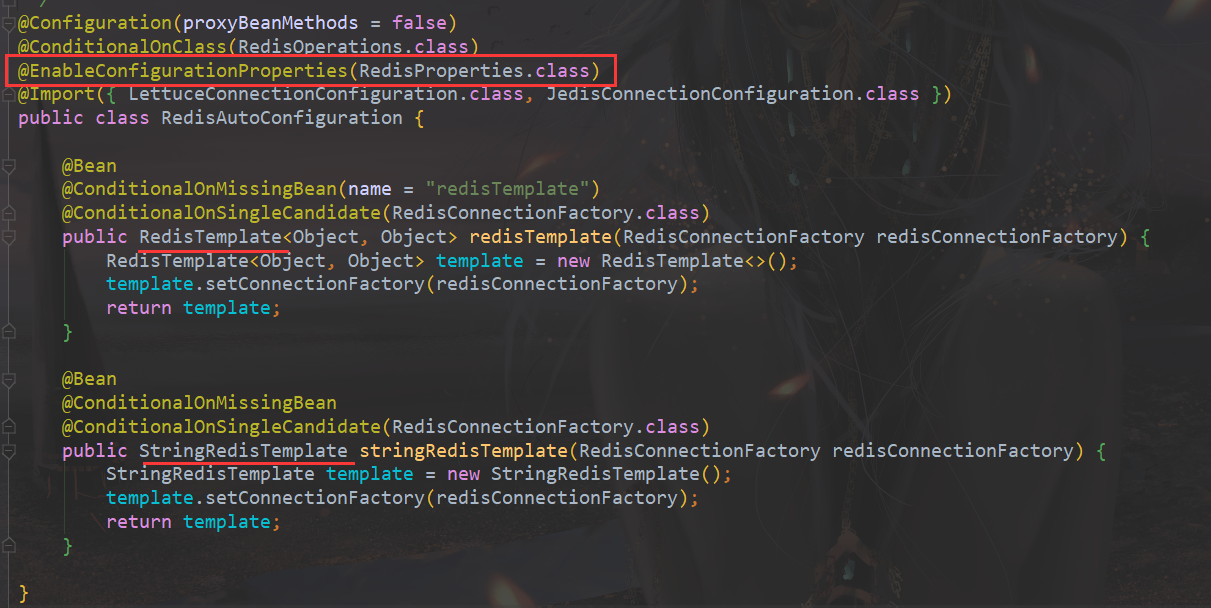 @Configuration(proxyBeanMethods = false)
@ConditionalOnClass(RedisOperations.class)
@EnableConfigurationProperties(RedisProperties.class)
@Import({ LettuceConnectionConfiguration.class, JedisConnectionConfiguration.class })
public class RedisAutoConfiguration {
@Bean
@ConditionalOnMissingBean(name = "redisTemplate")
@ConditionalOnSingleCandidate(RedisConnectionFactory.class)
public RedisTemplate<Object, Object> redisTemplate(RedisConnectionFactory redisConnectionFactory) {
RedisTemplate<Object, Object> template = new RedisTemplate<>();
template.setConnectionFactory(redisConnectionFactory);
return template;
}
@Bean
@ConditionalOnMissingBean
@ConditionalOnSingleCandidate(RedisConnectionFactory.class)
public StringRedisTemplate stringRedisTemplate(RedisConnectionFactory redisConnectionFactory) {
StringRedisTemplate template = new StringRedisTemplate();
template.setConnectionFactory(redisConnectionFactory);
return template;
}
}